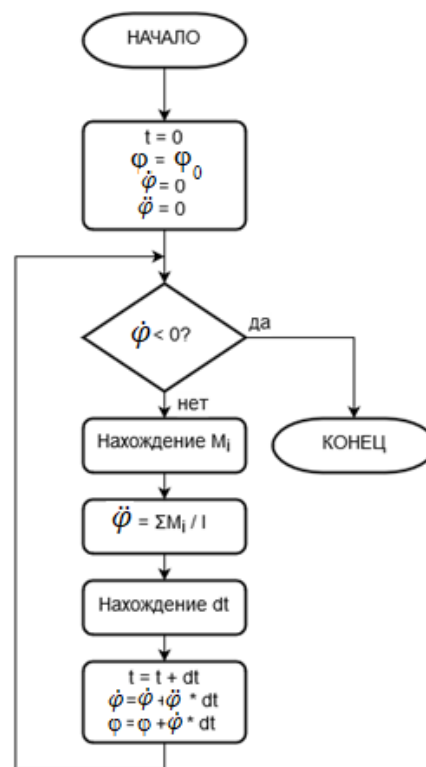 НАЧАЛО
t = 0
φ = φ₀
φ̇ = 0
φ̈ = 0
φ̇ < 0?
да
нет
Нахождение Mᵢ
КОНЕЦ
φ̈ = ΣMᵢ / I
Нахождение dt
t = t + dt
φ̇ = φ̇ + φ̈ * dt
φ = φ + φ̇ * dt